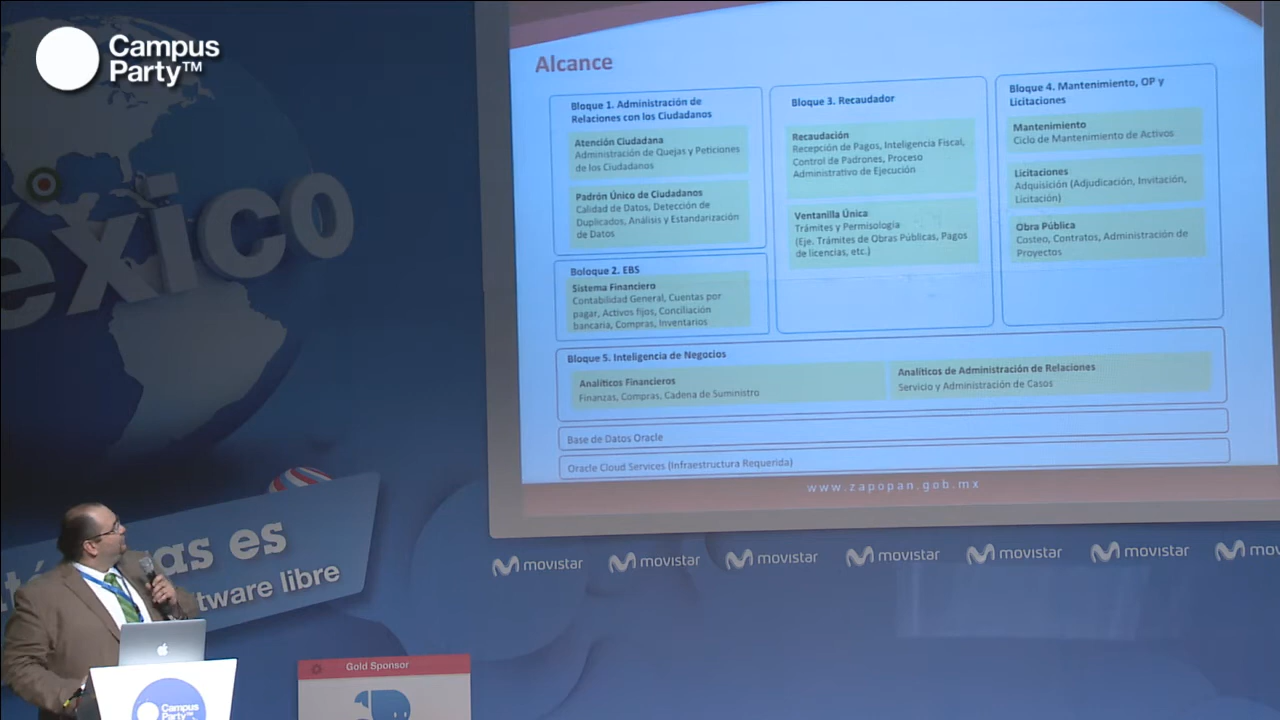 Campus
Party™
éxico
Alcance
Bloque 1. Administración de
Relaciones con los Ciudadanos
Atención Ciudadana
Administración de Quejas y Peticiones
de los Ciudadanos
Padrón Único de Ciudadanos
Calidad de Datos, Detección de
Duplicados, Análisis y Estandarización
de Datos
Boloque 2. EBS
Sistema Financiero
Contabilidad General, Cuentas por
pagar, Activos fijos, Conciliación
bancaria, Compras, Inventarios
Bloque 3. Recaudador
Recaudación
Recepción de Pagos, Inteligencia Fiscal,
Control de Padrones, Proceso
Administrativo de Ejecución
Ventanilla Única
Trámites y Permisología
(Eje. Trámites de Obras Públicas, Pagos
de licencias, etc.)
Bloque 4. Mantenimiento, OP y
Licitaciones
Mantenimiento
Ciclo de Mantenimiento de Activos
Licitaciones
Adquisición (Adjudicación, Invitación,
Licitación)
Obra Pública
Costeo, Contratos, Administración de
Proyectos
Bloque 5. Inteligencia de Negocios
Analíticos Financieros
Finanzas, Compras, Cadena de Suministro
Analíticos de Administración de Relaciones
Servicio y Administración de Casos
Base de Datos Oracle
Oracle Cloud Services (Infraestructura Requerida)
www.zapopan.gob.mx
movistar movistar movistar movistar movistar movistar mo
as es
tware libre
Gold Sponsor
Campus
Party